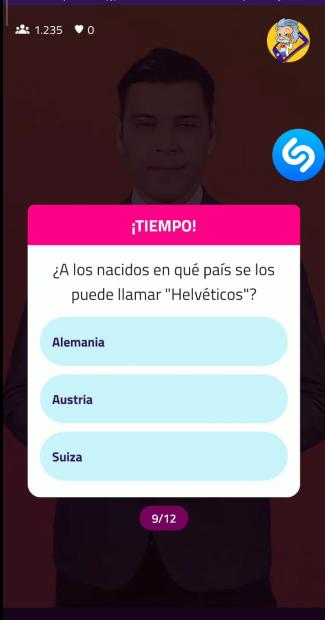 1.235 0
¡TIEMPO!
¿A los nacidos en qué país se los
puede llamar "Helvéticos"?
Alemania
Austria
Suiza
9/12